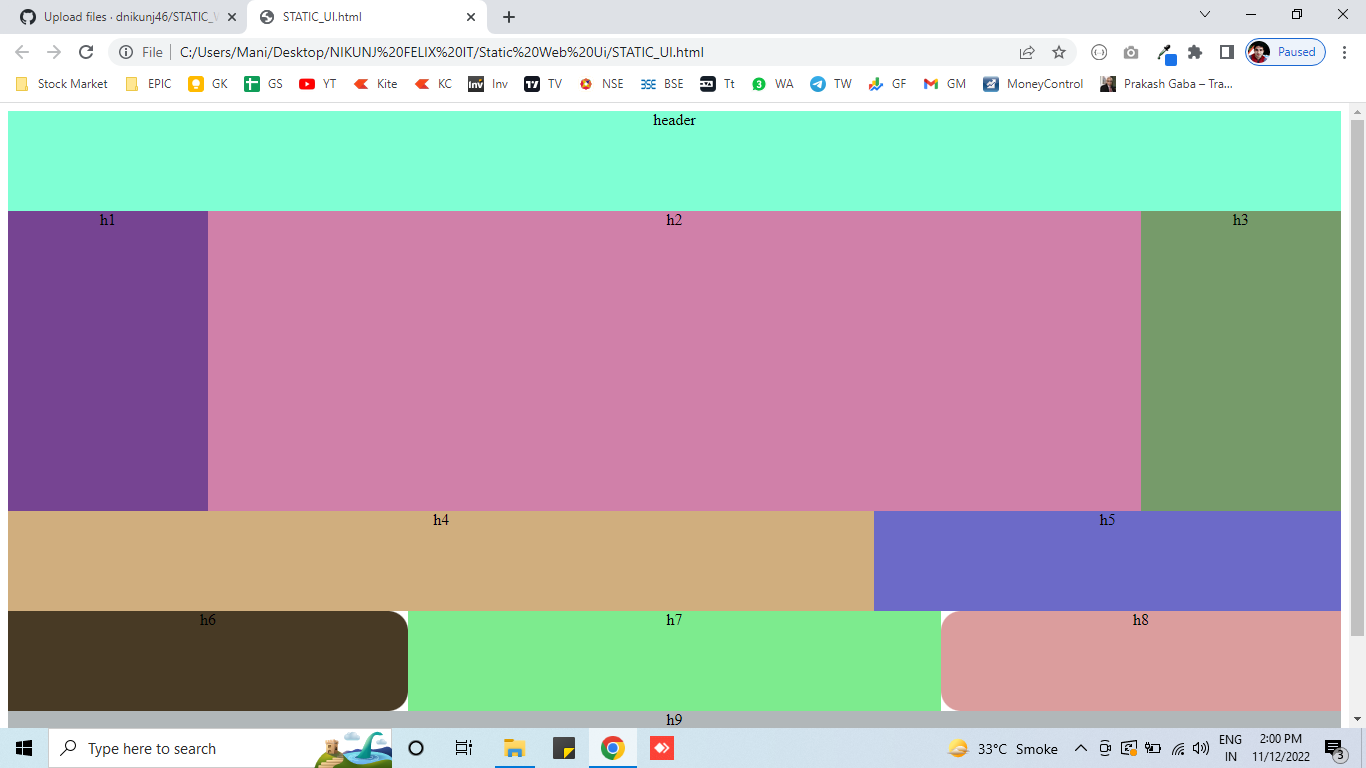 Upload files · dnikunj46/STATIC_
STATIC_UI.html
File
C:/Users/Mani/Desktop/NIKUNJ%20FELIX%20IT/Static%20Web%20Ui/STATIC_UI.html
Paused
Stock Market EPIC GK GS YT Kite KC Inv TV NSE BSE Tt WA TW GF GM MoneyControl Prakash Gaba – Tra...
header
h1 h2 h3
h4 h5
h6 h7 h8
h9
Type here to search
33°C Smoke
ENG
IN
2:00 PM
11/12/2022
3